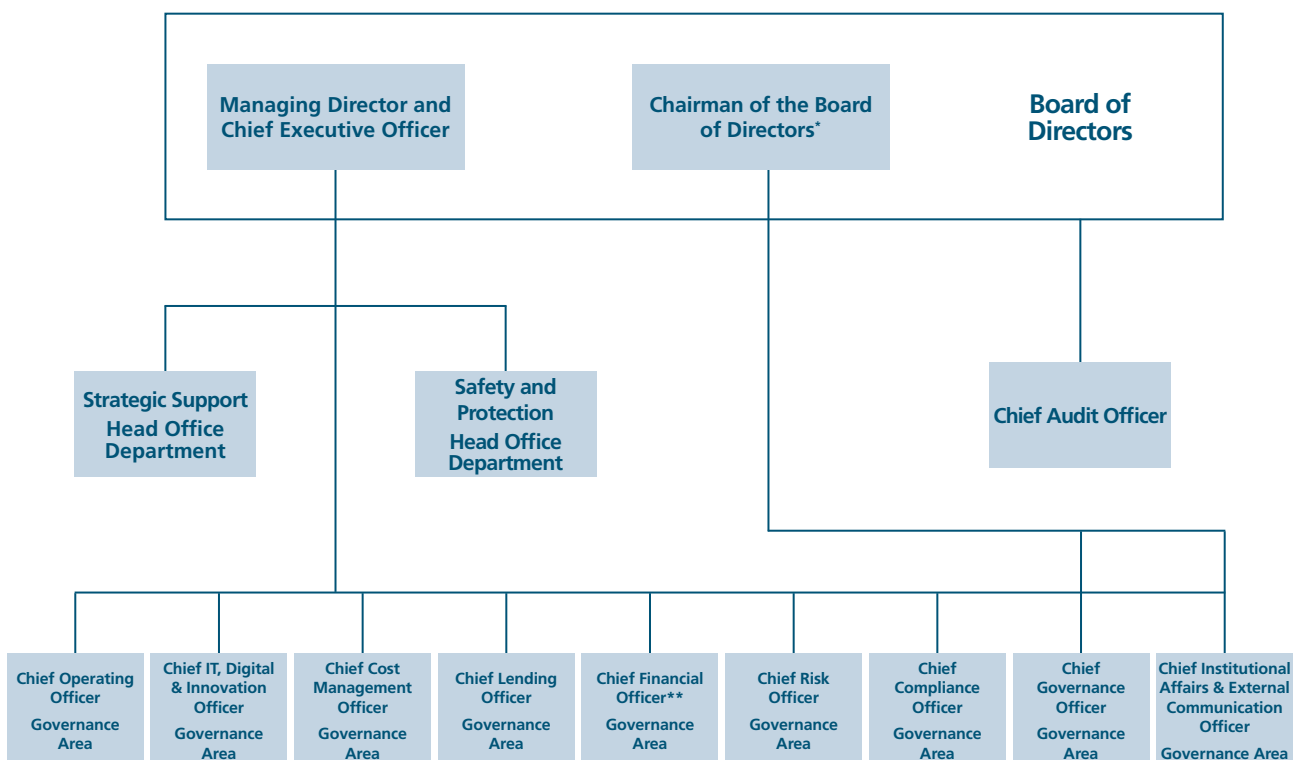 Managing Director and
Chief Executive Officer
Chairman of the Board
of Directors*
Board of
Directors
Strategic Support
Head Office
Department
Safety and
Protection
Head Office
Department
Chief Audit Officer
Chief Operating
Officer
Governance
Area
Chief IT, Digital
& Innovation
Officer
Governance
Area
Chief Cost
Management
Officer
Governance
Area
Chief Lending
Officer
Governance
Area
Chief Financial
Officer**
Governance
Area
Chief Risk
Officer
Governance
Area
Chief
Compliance
Officer
Governance
Area
Chief
Governance
Officer
Governance
Area
Chief Institutional
Affairs & External
Communication
Officer
Governance Area